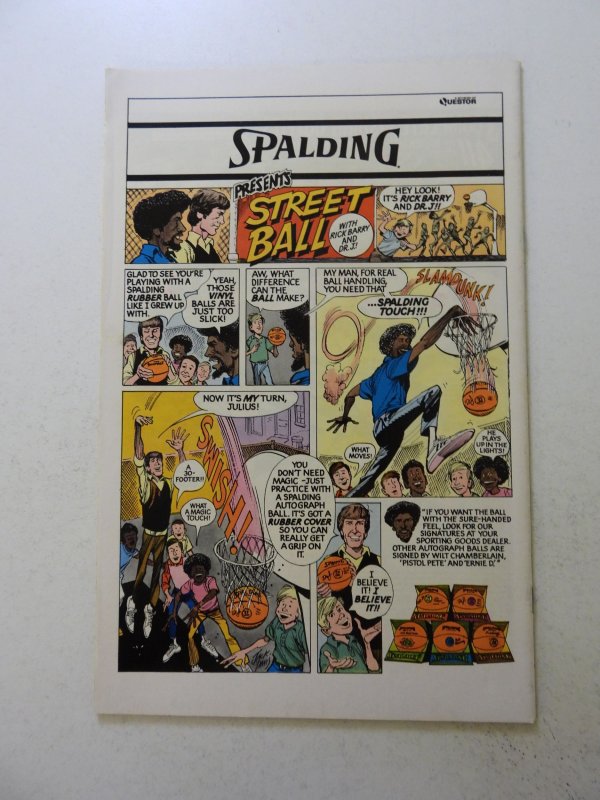 QUESTOR
SPALDING
PRESENTS
STREET
BALL
WITH
RICK BARRY
AND
DR. J!
HEY LOOK!
IT'S RICK BARRY
AND DR. J!!
GLAD TO SEE YOU'RE
PLAYING WITH A
SPALDING
RUBBER BALL
LIKE I GREW UP
WITH.
YEAH,
THOSE
VINYL
BALLS ARE
JUST TOO
SLICK!
AW, WHAT
DIFFERENCE
CAN THE
BALL MAKE?
MY MAN, FOR REAL
BALL HANDLING,
YOU NEED THAT
...SPALDING
TOUCH!!!
SLAM DUNK!
WHAT
MOVES!
HE
PLAYS
UP IN THE
LIGHTS!
NOW IT'S MY TURN,
JULIUS!
A
30-
FOOTER!!
WHAT
A MAGIC
TOUCH!
SWISH!
YOU
DON'T NEED
MAGIC -JUST
PRACTICE WITH
A SPALDING
AUTOGRAPH
BALL. IT'S GOT A
RUBBER COVER
SO YOU CAN
REALLY GET
A GRIP ON
IT.
I
BELIEVE
IT! I
BELIEVE
IT!!
"IF YOU WANT THE BALL
WITH THE SURE-HANDED
FEEL, LOOK FOR OUR
SIGNATURES AT YOUR
SPORTING GOODS DEALER.
OTHER AUTOGRAPH BALLS ARE
SIGNED BY WILT CHAMBERLAIN,
'PISTOL PETE' AND 'ERNIE D.'"